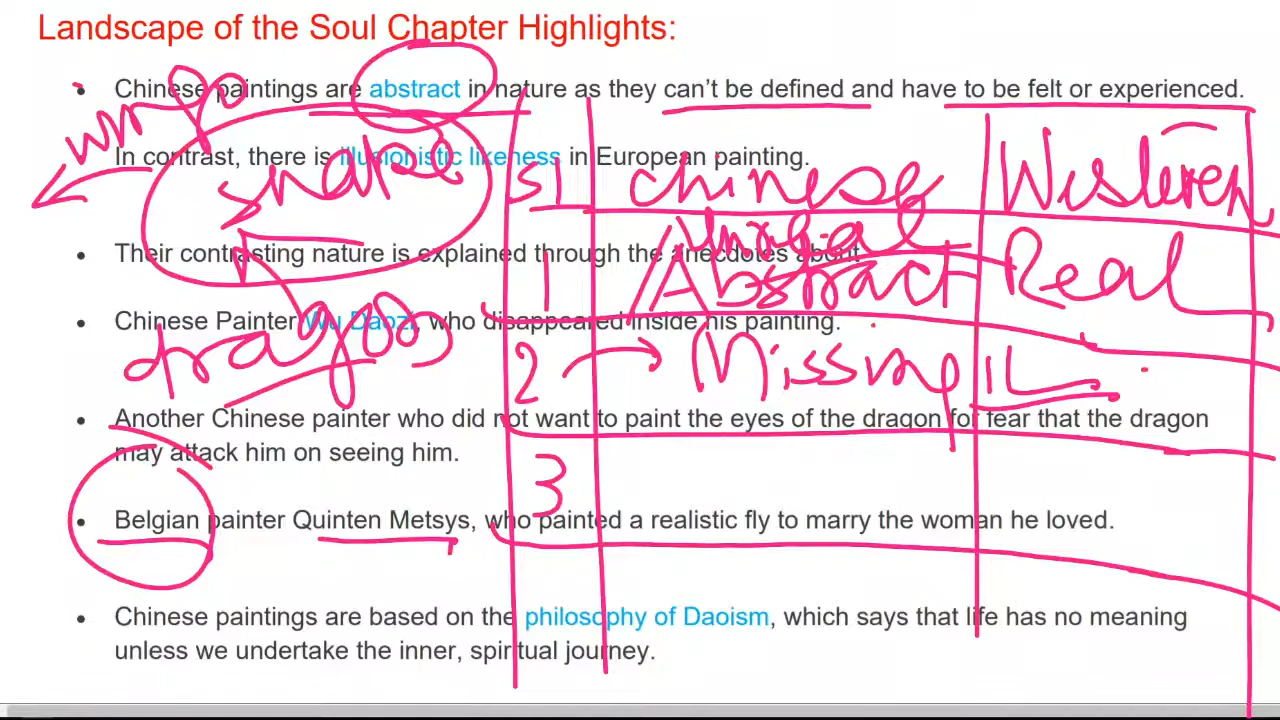 Landscape of the Soul Chapter Highlights:
Chinese paintings are abstract in nature as they can't be defined and have to be felt or experienced.
In contrast, there is illusionistic likeness in European painting.
snake
Sl Chinese Western
Their contrasting nature is explained through the anecdotes about
1 Abstract Real
Chinese Painter Wu Daozi, who disappeared inside his painting.
dragon
2 Missing IL
Another Chinese painter who did not want to paint the eyes of the dragon for fear that the dragon
may attack him on seeing him.
3
Belgian painter Quinten Metsys, who painted a realistic fly to marry the woman he loved.
Chinese paintings are based on the philosophy of Daoism, which says that life has no meaning
unless we undertake the inner, spiritual journey.